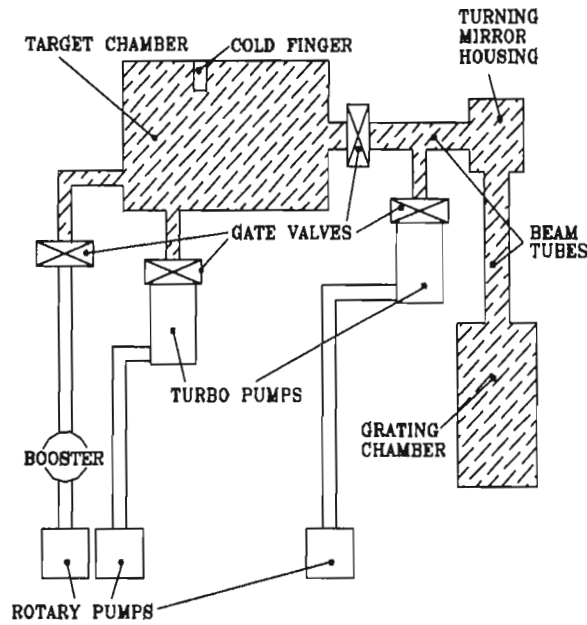 TURNING
MIRROR
HOUSING
TARGET CHAMBER
COLD FINGER
GATE VALVES
BEAM
TUBES
TURBO PUMPS
GRATING
CHAMBER
BOOSTER
ROTARY PUMPS